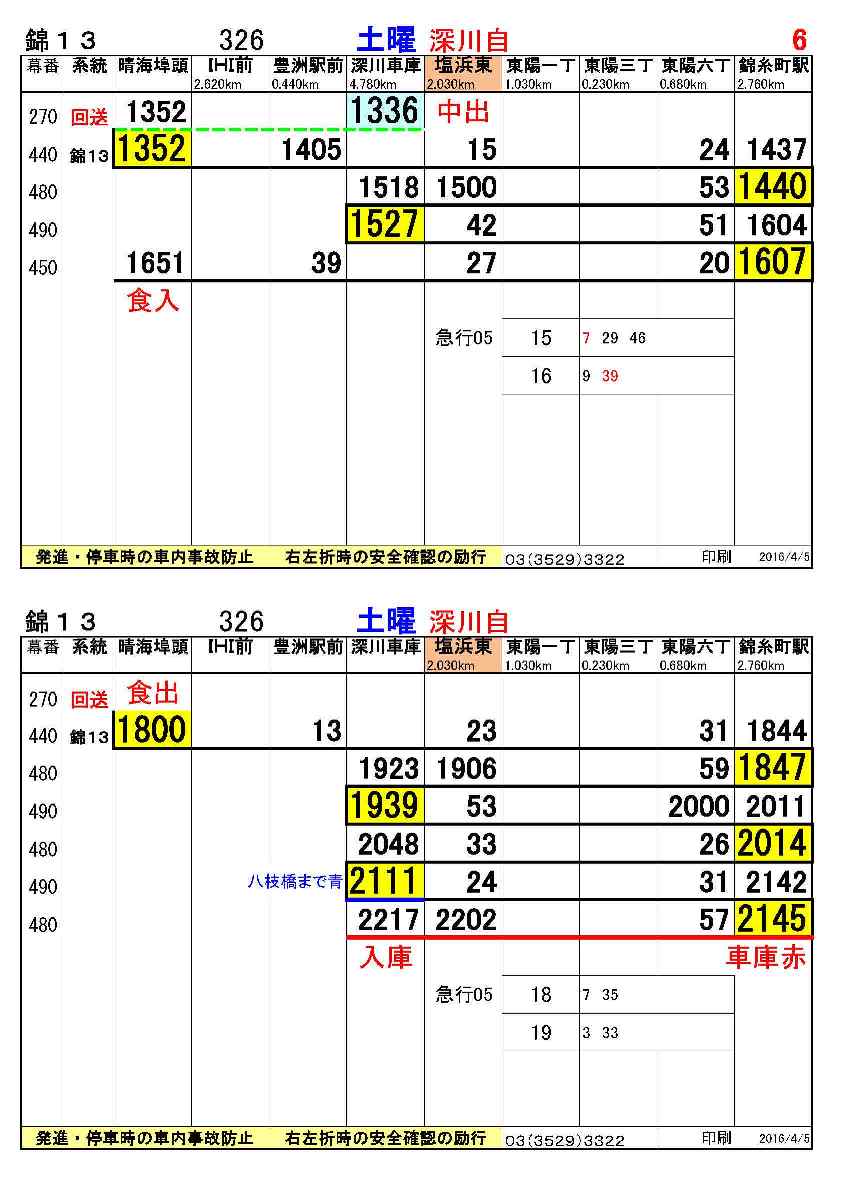 錦１３ 326 土曜 深川自 6
幕番 系統 晴海埠頭 IHI前 豊洲駅前 深川車庫 塩浜東 東陽一丁 東陽三丁 東陽六丁 錦糸町駅
2.620km 0.440km 4.780km 2.030km 1.030km 0.230km 0.680km 2.760km
270 回送 1352 1336 中出
440 錦13 1352 1405 15 24 1437
480 1518 1500 53 1440
490 1527 42 51 1604
450 1651 39 27 20 1607
食入
急行05 15 7 29 46
16 9 39
発進・停車時の車内事故防止 右左折時の安全確認の励行 03(3529)3322 印刷 2016/4/5
錦１３ 326 土曜 深川自
幕番 系統 晴海埠頭 IHI前 豊洲駅前 深川車庫 塩浜東 東陽一丁 東陽三丁 東陽六丁 錦糸町駅
2.030km 1.030km 0.230km 0.680km 2.760km
270 回送 食出
440 錦13 1800 13 23 31 1844
480 1923 1906 59 1847
490 1939 53 2000 2011
480 2048 33 26 2014
490 八枝橋まで青 2111 24 31 2142
480 2217 2202 57 2145
入庫 車庫赤
急行05 18 7 35
19 3 33
発進・停車時の車内事故防止 右左折時の安全確認の励行 03(3529)3322 印刷 2016/4/5